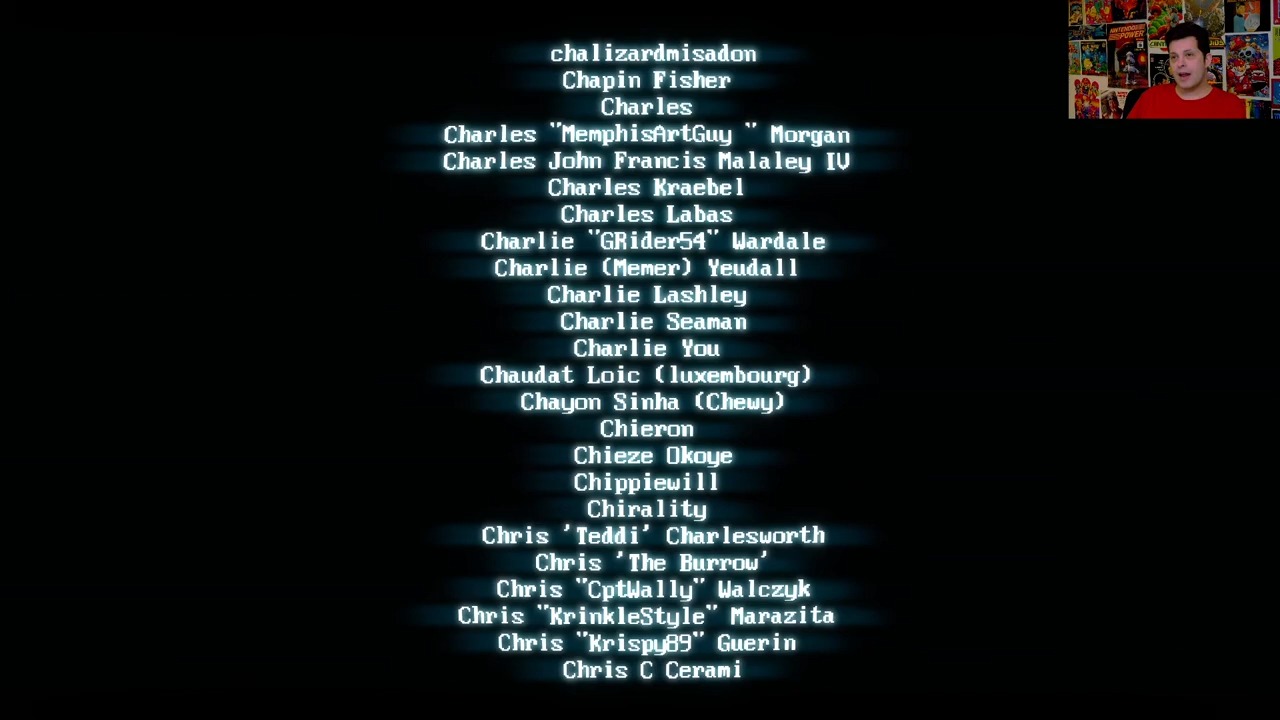 chalizardmisadon
Chapin Fisher
Charles
Charles "MemphisArtGuy " Morgan
Charles John Francis Malaley IV
Charles Kraebel
Charles Labas
Charlie "GRider54" Wardale
Charlie (Memer) Yeudall
Charlie Lashley
Charlie Seaman
Charlie You
Chaudat Loic (luxembourg)
Chayon Sinha (Chewy)
Chieron
Chieze Okoye
Chippiewill
Chirality
Chris 'Teddi' Charlesworth
Chris 'The Burrow'
Chris "CptWally" Walczyk
Chris "KrinkleStyle" Marazita
Chris "Krispy89" Guerin
Chris C Cerami
NINTENDO
POWER